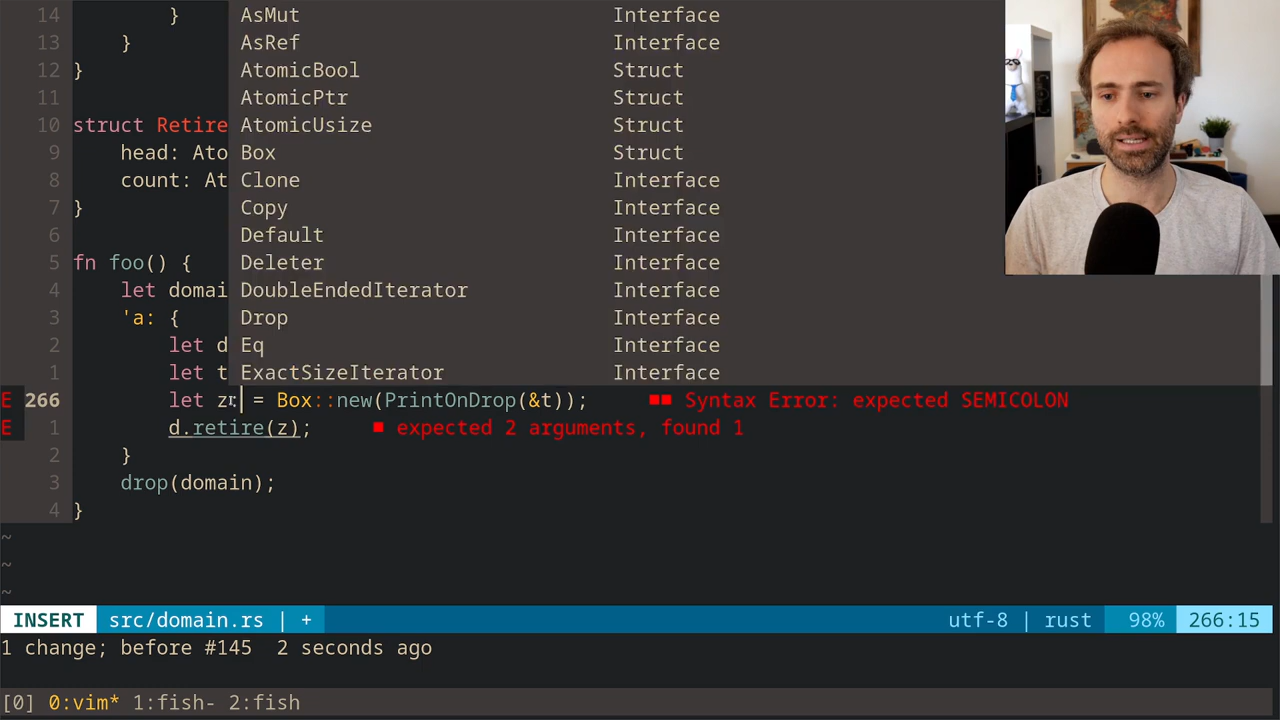 14 } AsMut Interface
13 } AsRef Interface
12 } AtomicBool Struct
11 AtomicPtr Struct
10 struct Retire AtomicUsize Struct
9 head: Ato Box Struct
8 count: At Clone Interface
7 } Copy Interface
6 Default Interface
5 fn foo() { Deleter Interface
4 let domai DoubleEndedIterator Interface
3 'a: { Drop Interface
2 let d Eq Interface
1 let t ExactSizeIterator Interface
E 266 let z: = Box::new(PrintOnDrop(&t)); ■■ Syntax Error: expected SEMICOLON
E 1 d.retire(z); ■ expected 2 arguments, found 1
2 }
3 drop(domain);
4 }
~
~
~
INSERT src/domain.rs | + utf-8 | rust 98% 266:15
1 change; before #145 2 seconds ago
[0] 0:vim* 1:fish- 2:fish